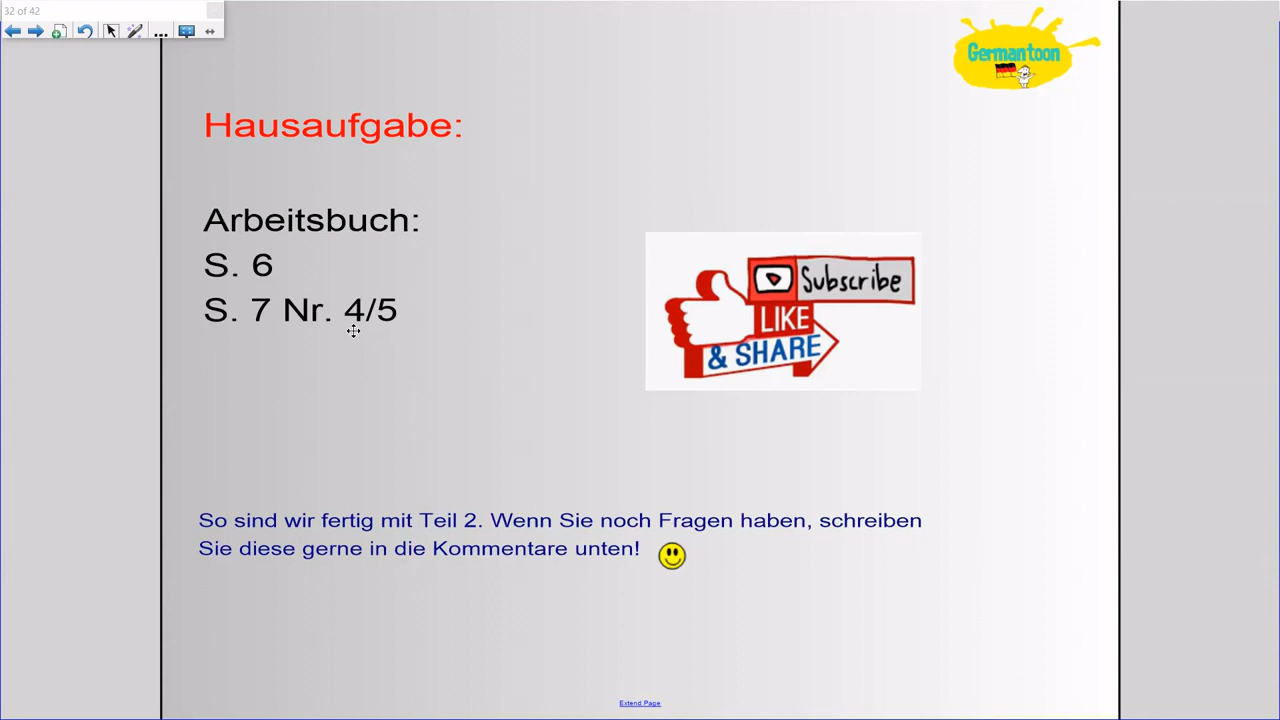 32 of 42
Germantoon
Hausaufgabe:
Arbeitsbuch:
S. 6
S. 7 Nr. 4/5
Subscribe
LIKE
& SHARE
So sind wir fertig mit Teil 2. Wenn Sie noch Fragen haben, schreiben
Sie diese gerne in die Kommentare unten!
Extend Page